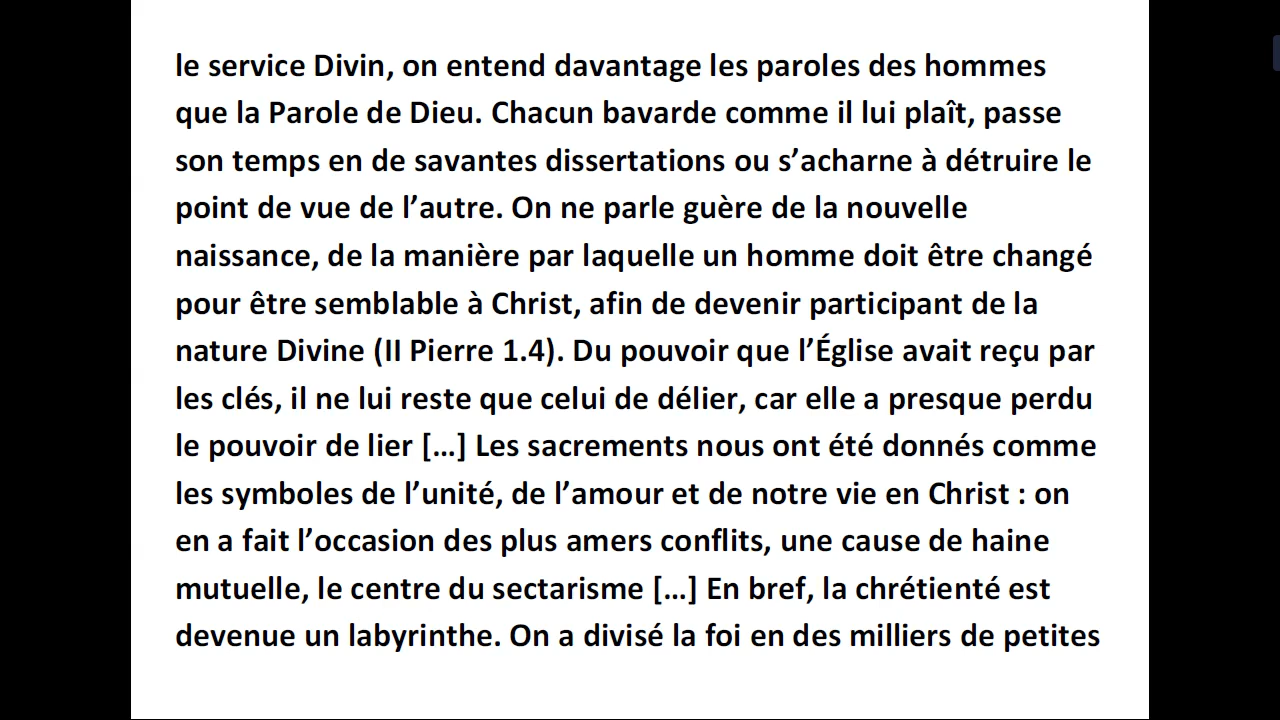 le service Divin, on entend davantage les paroles des hommes
que la Parole de Dieu. Chacun bavarde comme il lui plaît, passe
son temps en de savantes dissertations ou s’acharne à détruire le
point de vue de l’autre. On ne parle guère de la nouvelle
naissance, de la manière par laquelle un homme doit être changé
pour être semblable à Christ, afin de devenir participant de la
nature Divine (II Pierre 1.4). Du pouvoir que l’Église avait reçu par
les clés, il ne lui reste que celui de délier, car elle a presque perdu
le pouvoir de lier […] Les sacrements nous ont été donnés comme
les symboles de l’unité, de l’amour et de notre vie en Christ : on
en a fait l’occasion des plus amers conflits, une cause de haine
mutuelle, le centre du sectarisme […] En bref, la chrétienté est
devenue un labyrinthe. On a divisé la foi en des milliers de petites